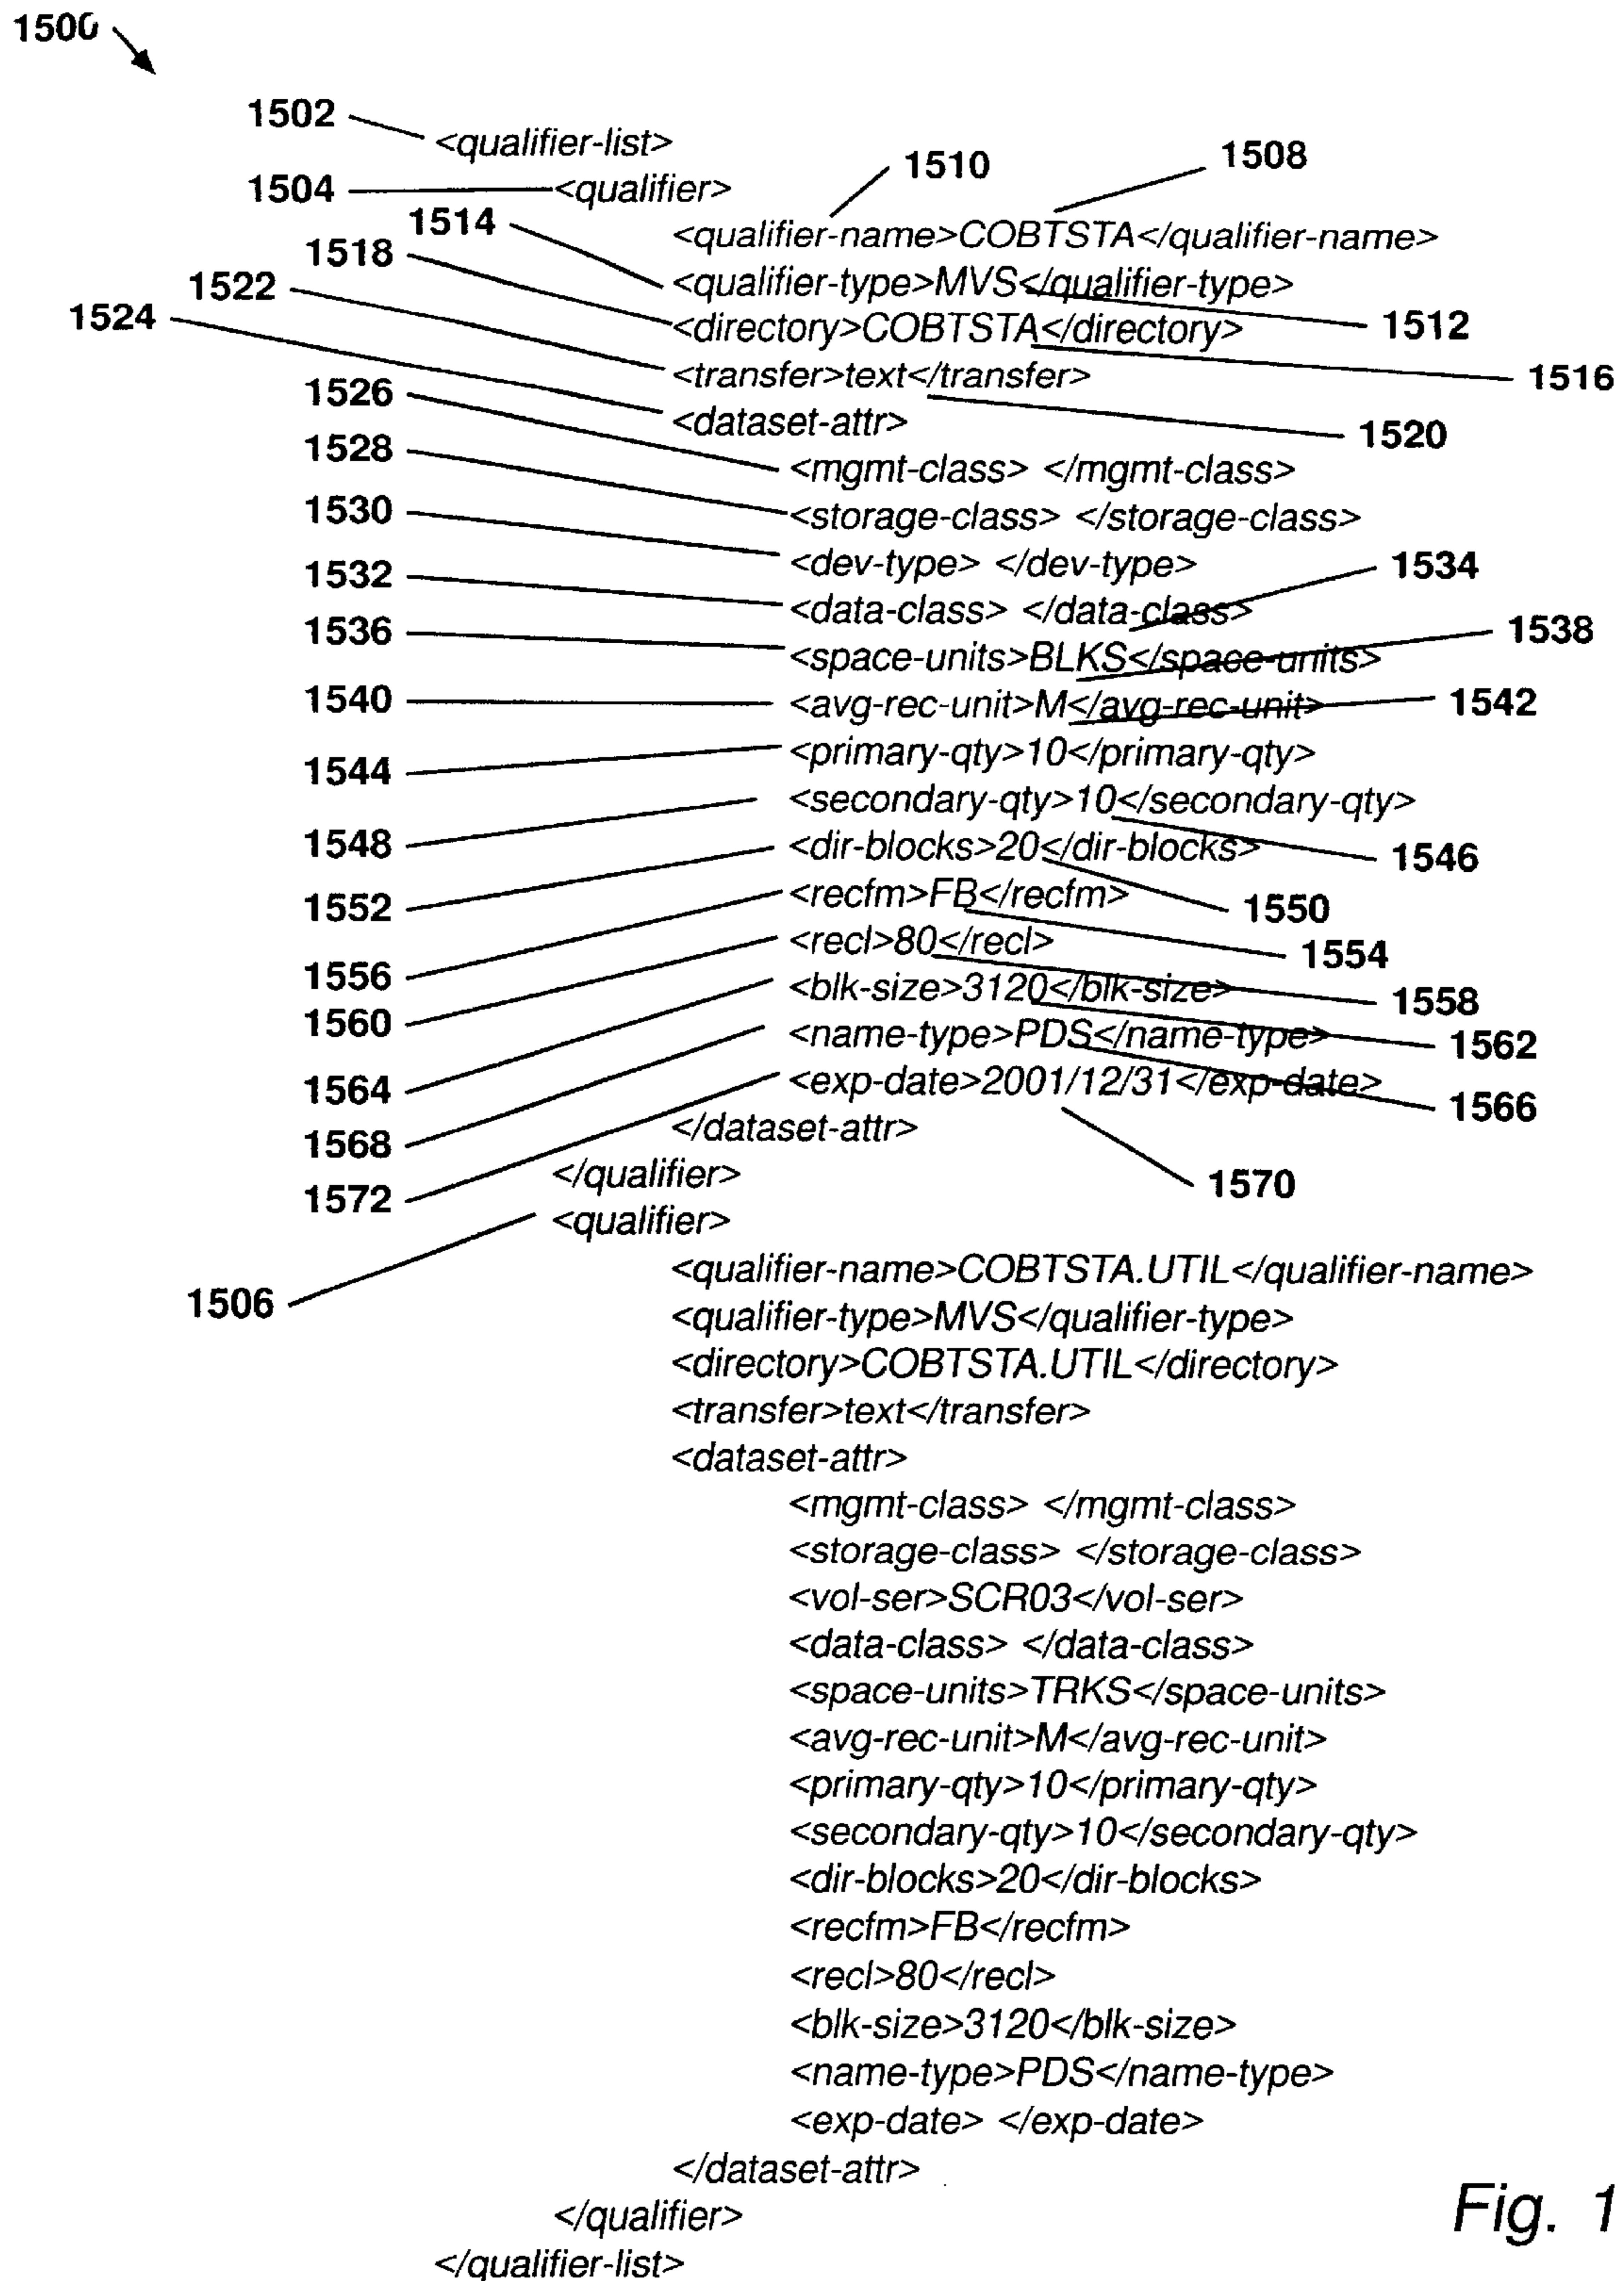 1500
1502
<qualifier-list>
1510
1508
1504
<qualifier>
1514
<qualifier-name>COBTSTA</qualifier-name>
1518
<qualifier-type>MVS</qualifier-type>
1522
1524
<directory>COBTSTA</directory>
1512
<transfer>text</transfer>
1516
1526
<dataset-attr>
1520
1528
<mgmt-class> </mgmt-class>
1530
<storage-class> </storage-class>
<dev-type> </dev-type>
1534
1532
<data-class> </data-class>
1536
1538
<space-units>BLKS</space-units>
1540
<avg-rec-unit>M</avg-rec-unit>
1542
1544
<primary-qty>10</primary-qty>
<secondary-qty>10</secondary-qty>
1548
<dir-blocks>20</dir-blocks>
1546
1552
<recfm>FB</recfm>
1550
<recl>80</recl>
1554
1556
<blk-size>3120</blk-size>
1558
1560
<name-type>PDS</name-type>
1562
1564
<exp-date>2001/12/31</exp-date>
1566
1568
</dataset-attr>
</qualifier>
1570
1572
<qualifier>
<qualifier-name>COBTSTA.UTIL</qualifier-name>
1506
<qualifier-type>MVS</qualifier-type>
<directory>COBTSTA.UTIL</directory>
<transfer>text</transfer>
<dataset-attr>
<mgmt-class> </mgmt-class>
<storage-class> </storage-class>
<vol-ser>SCR03</vol-ser>
<data-class> </data-class>
<space-units>TRKS</space-units>
<avg-rec-unit>M</avg-rec-unit>
<primary-qty>10</primary-qty>
<secondary-qty>10</secondary-qty>
<dir-blocks>20</dir-blocks>
<recfm>FB</recfm>
<recl>80</recl>
<blk-size>3120</blk-size>
<name-type>PDS</name-type>
<exp-date> </exp-date>
</dataset-attr>
</qualifier>
Fig. 1
</qualifier-list>